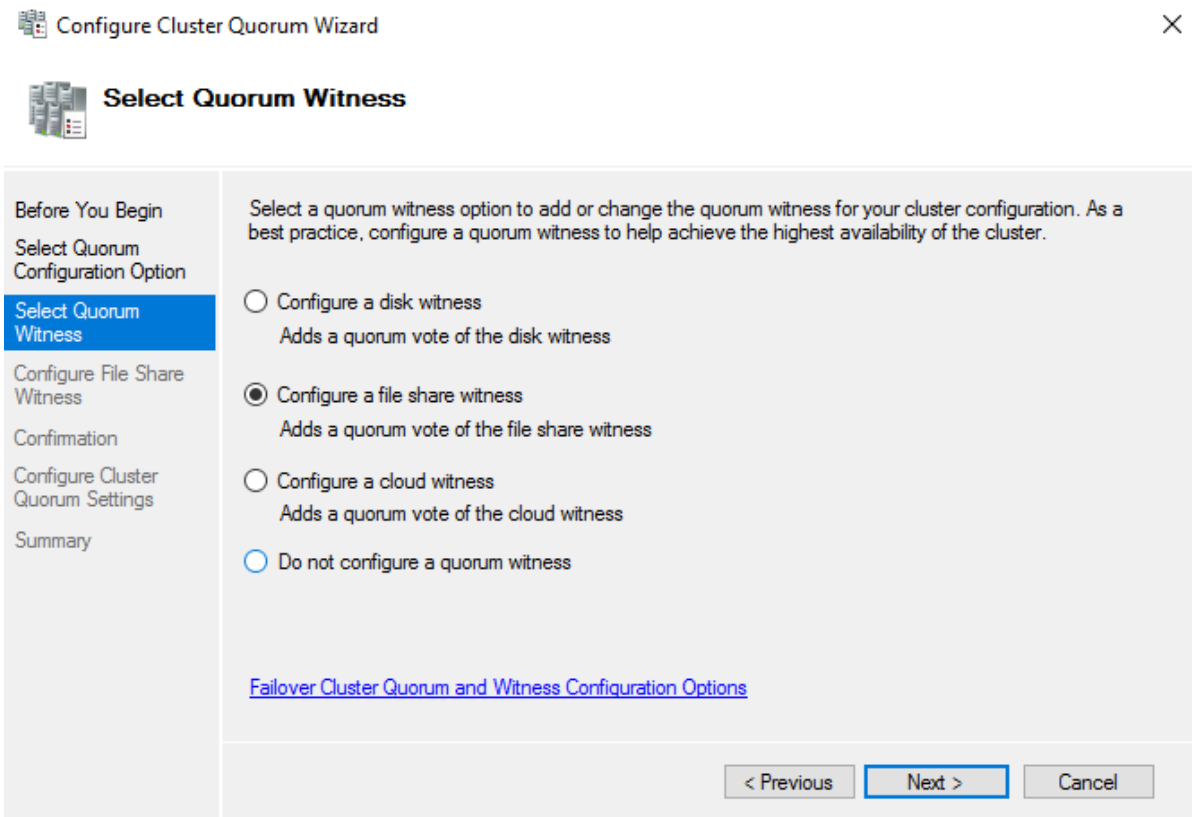 Configure Cluster Quorum Wizard
Select Quorum Witness
Before You Begin
Select Quorum
Configuration Option
Select Quorum
Witness
Configure File Share
Witness
Confirmation
Configure Cluster
Quorum Settings
Summary
Select a quorum witness option to add or change the quorum witness for your cluster configuration. As a
best practice, configure a quorum witness to help achieve the highest availability of the cluster.
Configure a disk witness
Adds a quorum vote of the disk witness
Configure a file share witness
Adds a quorum vote of the file share witness
Configure a cloud witness
Adds a quorum vote of the cloud witness
Do not configure a quorum witness
Failover Cluster Quorum and Witness Configuration Options
< Previous
Next >
Cancel